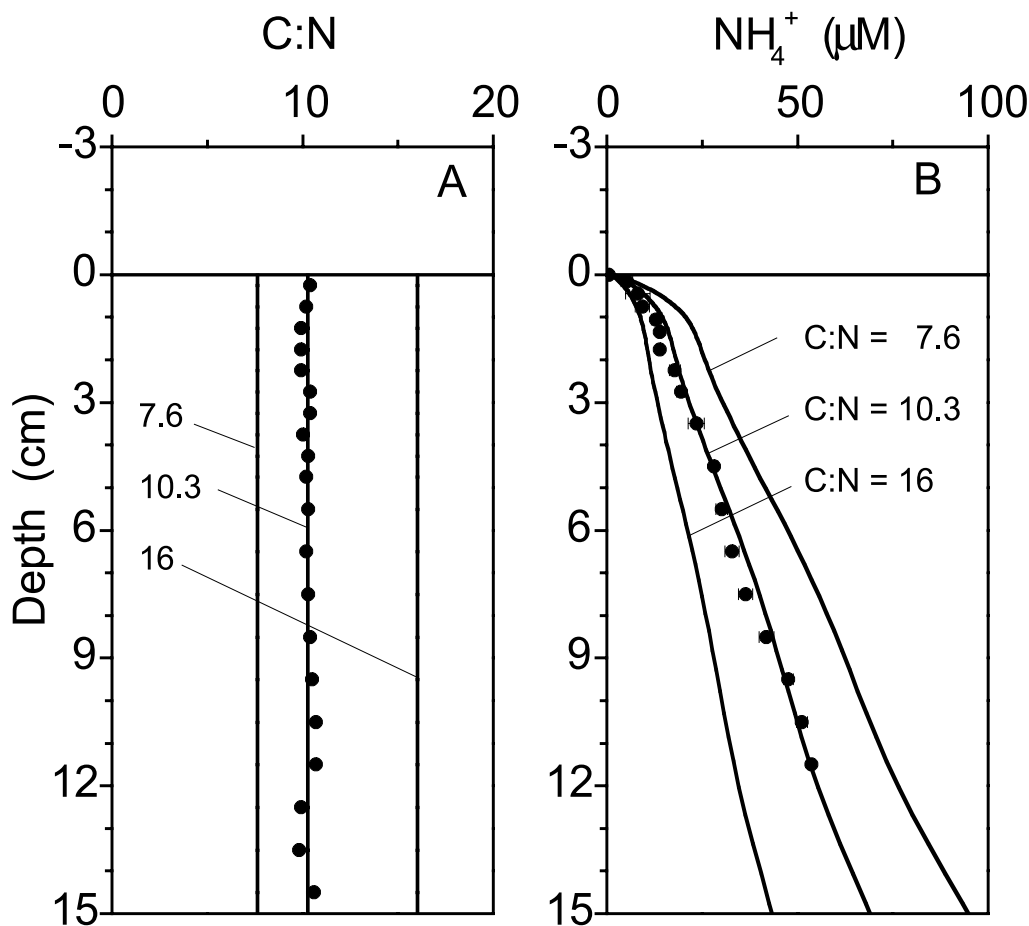 C:N
NH₄⁺ (µM)
0 10 20
0 50 100
-3
0
3
6
9
12
15
Depth (cm)
A
7.6
10.3
16
-3
0
3
6
9
12
15
B
C:N = 7.6
C:N = 10.3
C:N = 16